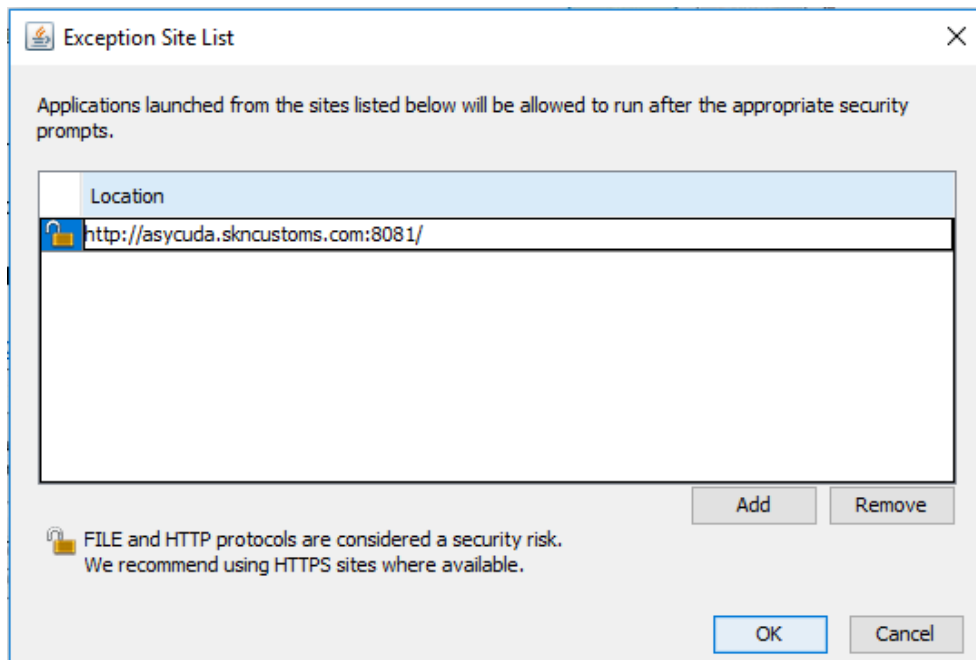 Exception Site List
Applications launched from the sites listed below will be allowed to run after the appropriate security
prompts.
Location
http://asycuda.skncustoms.com:8081/
Add Remove
FILE and HTTP protocols are considered a security risk.
We recommend using HTTPS sites where available.
OK Cancel